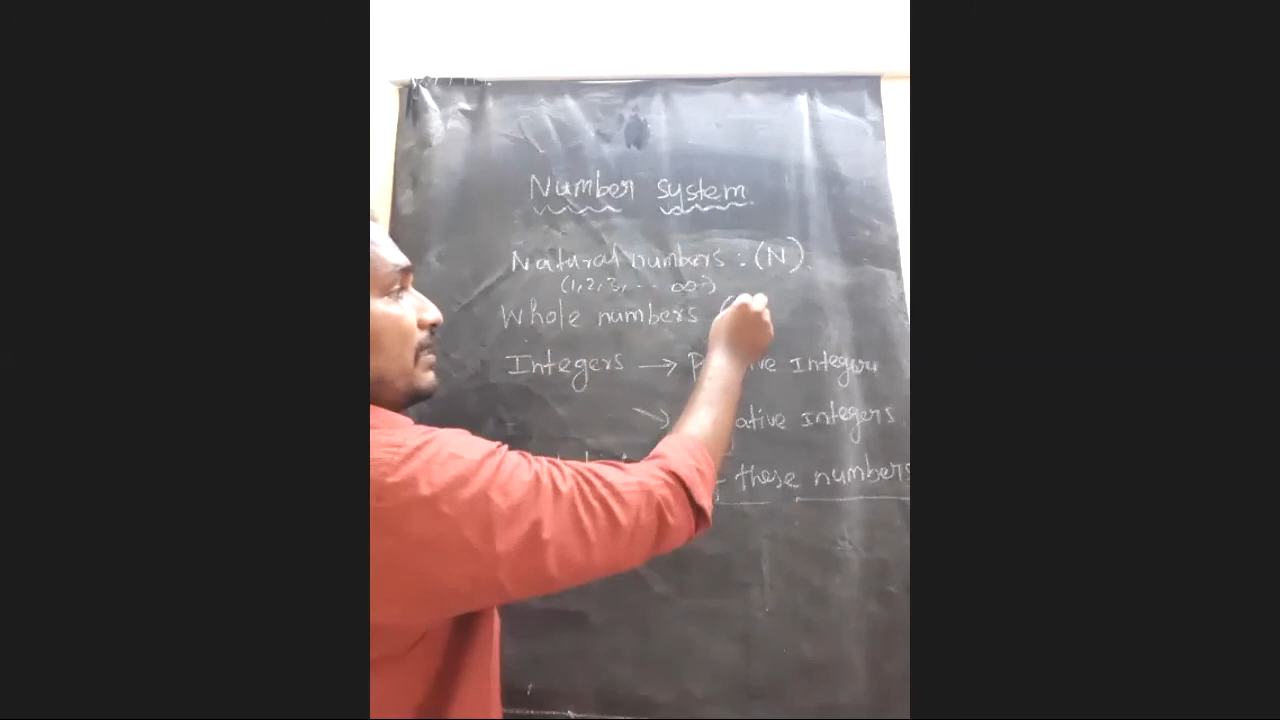 Number system.
Natural numbers : (N).
(1, 2, 3, ... ∞)
Whole numbers (
Integers → ive Integers
ative integers
these numbers